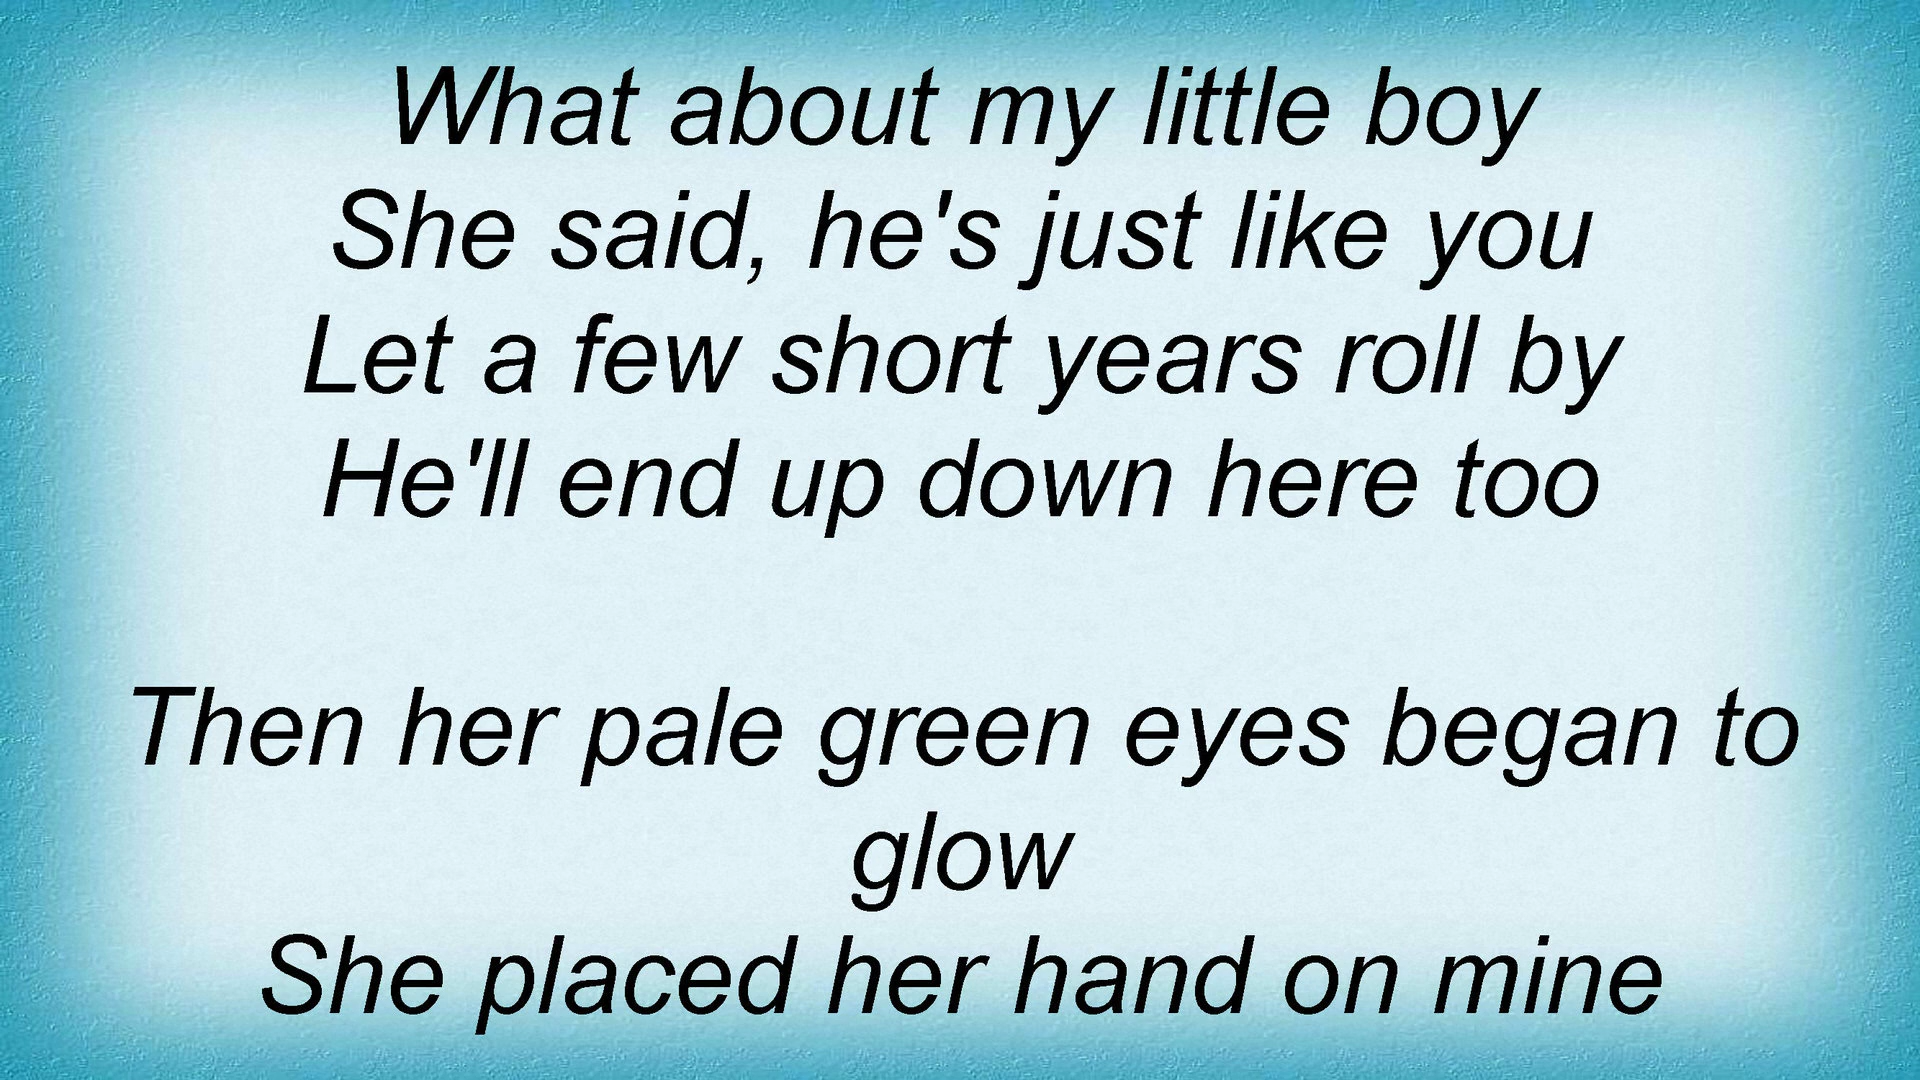 What about my little boy
She said, he's just like you
Let a few short years roll by
He'll end up down here too
Then her pale green eyes began to
glow
She placed her hand on mine